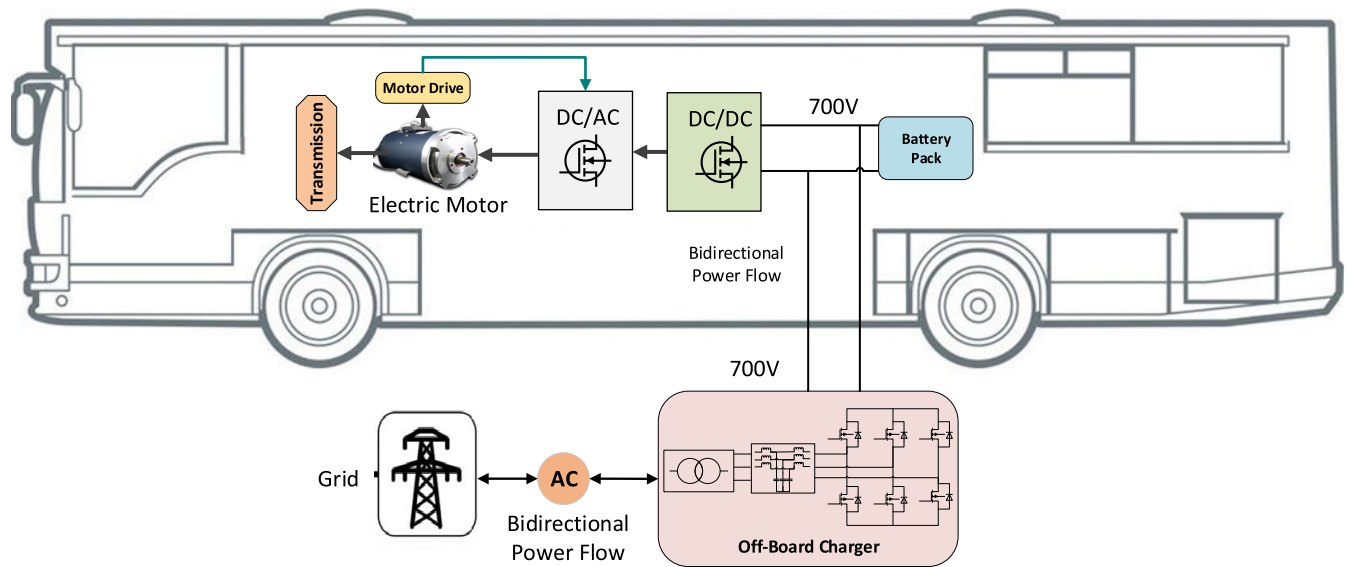 Motor Drive
Transmission
Electric Motor
DC/AC
DC/DC
700V
Battery
Pack
Bidirectional
Power Flow
700V
Grid
AC
Bidirectional
Power Flow
Off-Board Charger